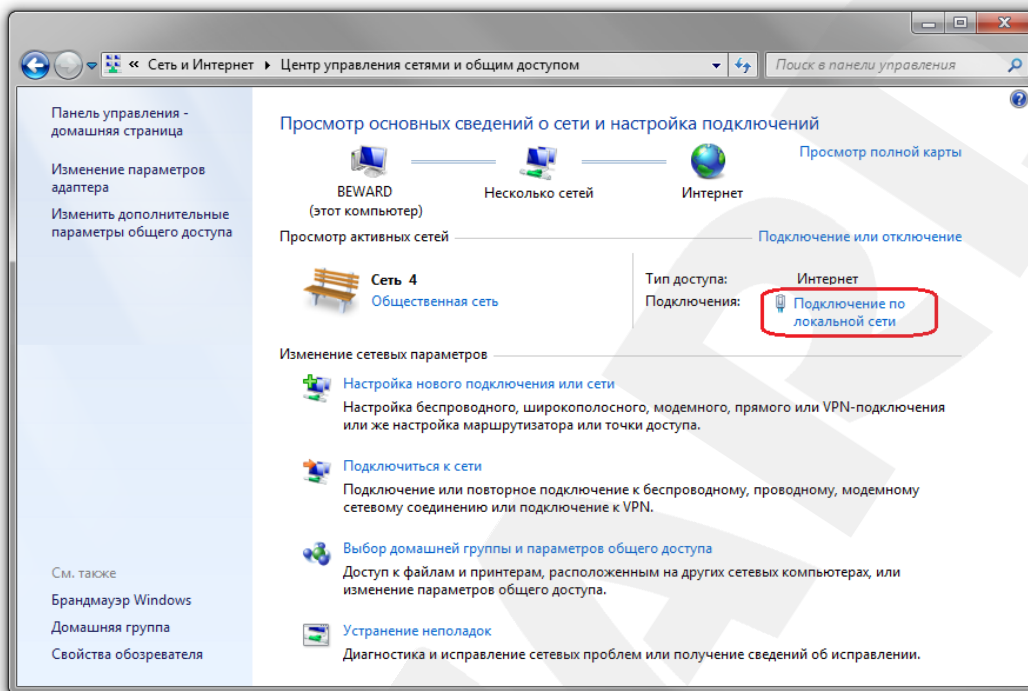 « Сеть и Интернет ▸ Центр управления сетями и общим доступом
Поиск в панели управления
Панель управления -
домашняя страница
Изменение параметров
адаптера
Изменить дополнительные
параметры общего доступа
См. также
Брандмауэр Windows
Домашняя группа
Свойства обозревателя
Просмотр основных сведений о сети и настройка подключений
Просмотр полной карты
BEWARD
(этот компьютер)
Несколько сетей
Интернет
Просмотр активных сетей
Подключение или отключение
Сеть 4
Общественная сеть
Тип доступа: Интернет
Подключения: Подключение по
локальной сети
Изменение сетевых параметров
Настройка нового подключения или сети
Настройка беспроводного, широкополосного, модемного, прямого или VPN-подключения
или же настройка маршрутизатора или точки доступа.
Подключиться к сети
Подключение или повторное подключение к беспроводному, проводному, модемному
сетевому соединению или подключение к VPN.
Выбор домашней группы и параметров общего доступа
Доступ к файлам и принтерам, расположенным на других сетевых компьютерах, или
изменение параметров общего доступа.
Устранение неполадок
Диагностика и исправление сетевых проблем или получение сведений об исправлении.